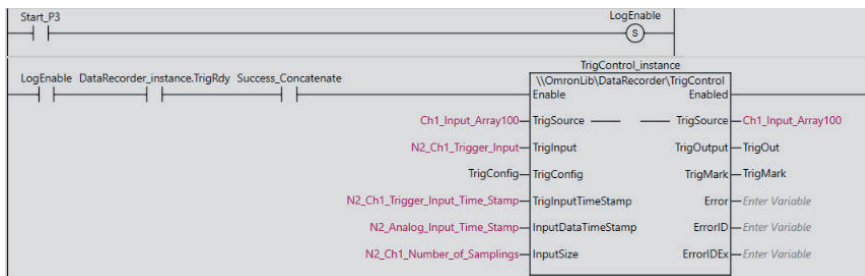 Start_P3 LogEnable
S
TrigControl_instance
LogEnable DataRecorder_instance.TrigRdy Success_Concatenate \\OmronLib\DataRecorder\TrigControl
Enable Enabled
Ch1_Input_Array100 TrigSource TrigSource Ch1_Input_Array100
N2_Ch1_Trigger_Input TrigInput TrigOutput TrigOut
TrigConfig TrigConfig TrigMark TrigMark
N2_Ch1_Trigger_Input_Time_Stamp TrigInputTimeStamp Error Enter Variable
N2_Analog_Input_Time_Stamp InputDataTimeStamp ErrorID Enter Variable
N2_Ch1_Number_of_Samplings InputSize ErrorIDEx Enter Variable